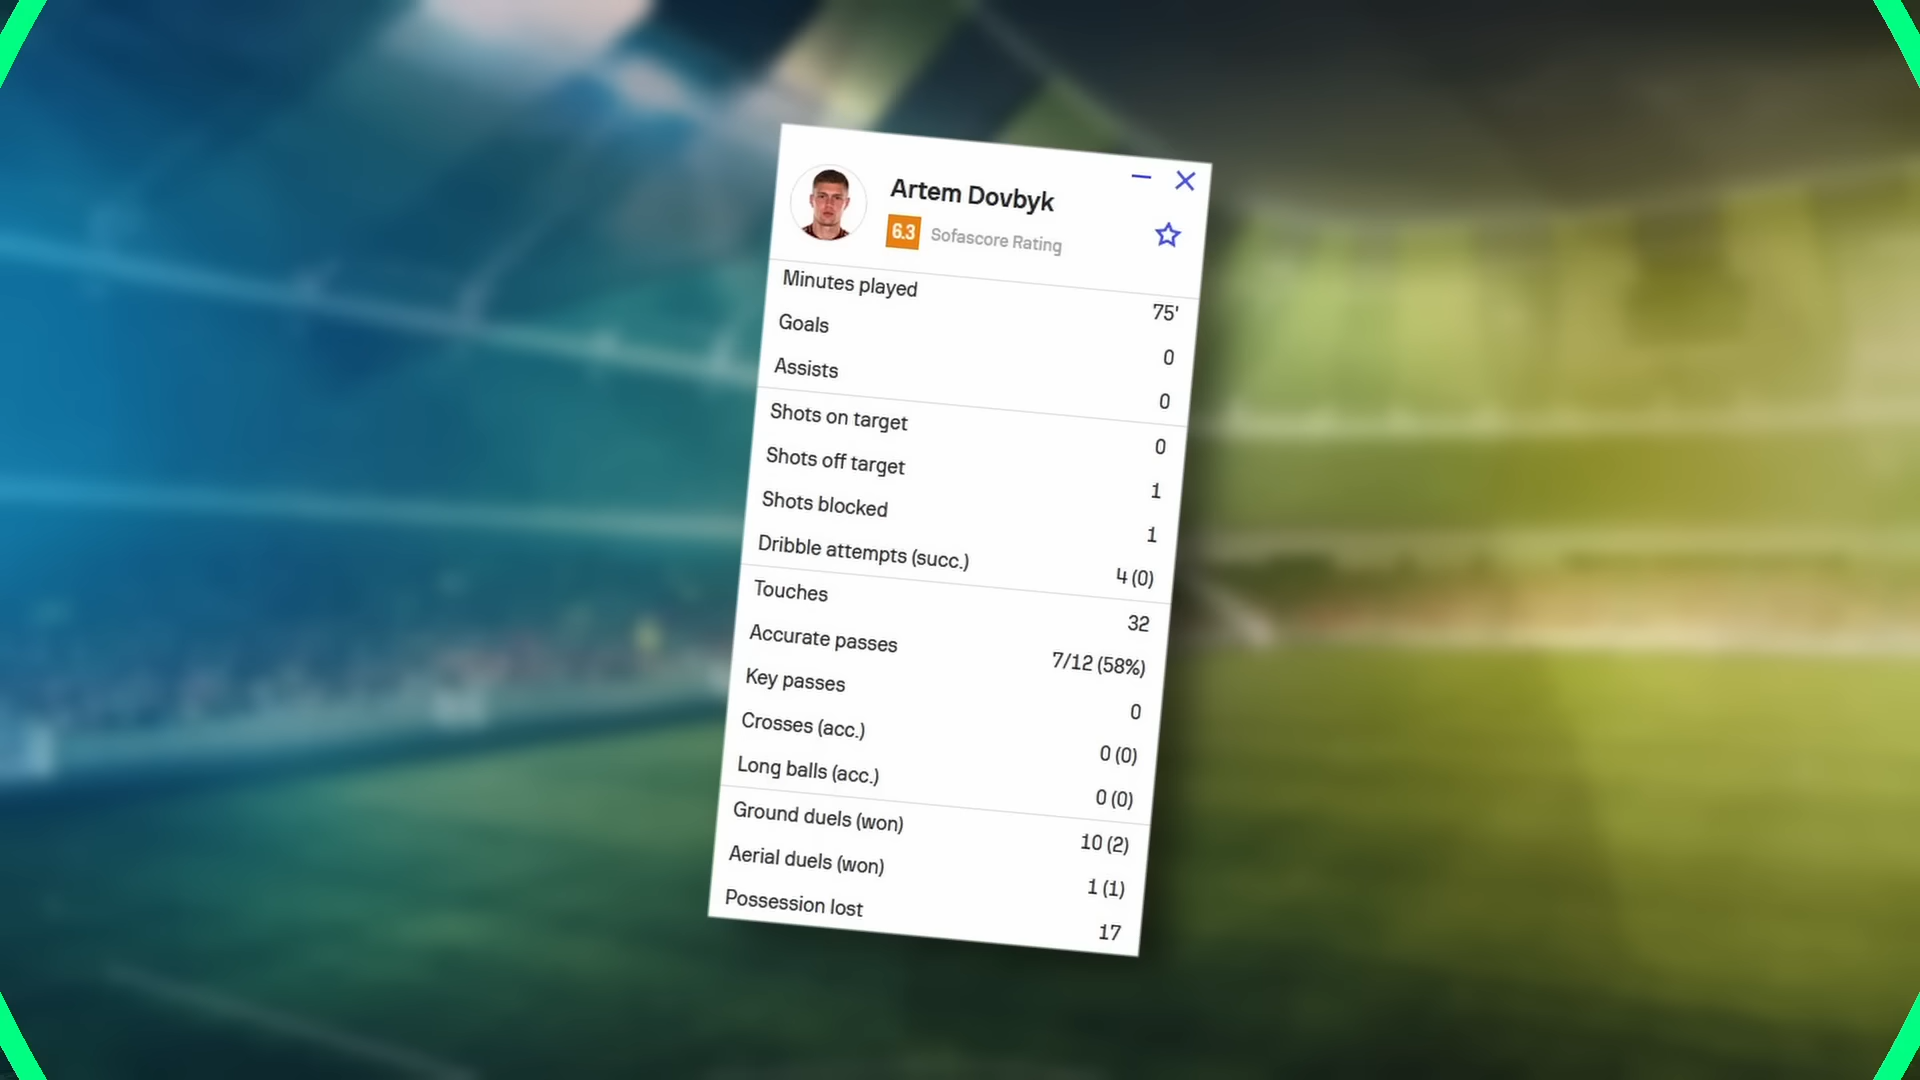 Artem Dovbyk
6.3 Sofascore Rating
Minutes played 75'
Goals 0
Assists 0
Shots on target 0
Shots off target 1
Shots blocked 1
Dribble attempts (succ.) 4 (0)
Touches 32
Accurate passes 7/12 (58%)
Key passes 0
Crosses (acc.) 0 (0)
Long balls (acc.) 0 (0)
Ground duels (won) 10 (2)
Aerial duels (won) 1 (1)
Possession lost 17